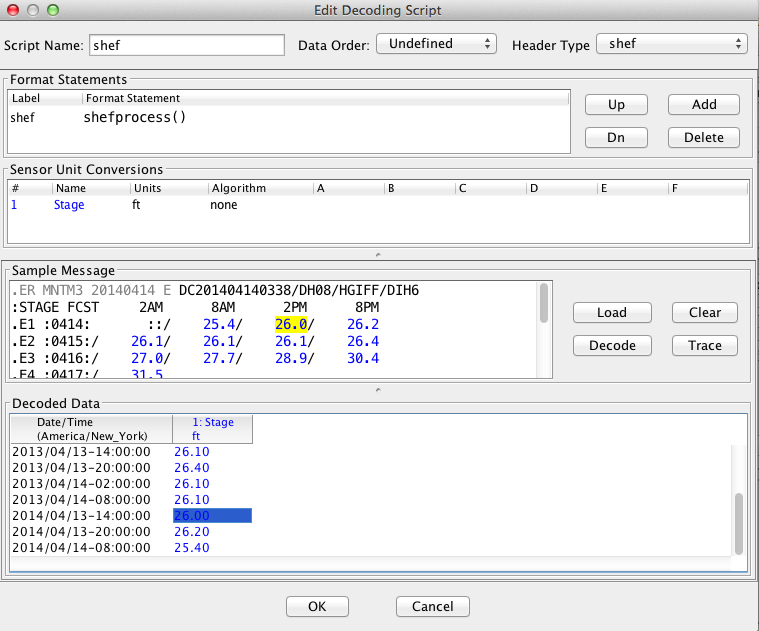 Edit Decoding Script
Script Name: shef Data Order: Undefined Header Type shef
Format Statements
Label Format Statement
shef shefprocess()
Up Add
Dn Delete
Sensor Unit Conversions
# Name Units Algorithm A B C D E F
1 Stage ft none
Sample Message
.ER MNTM3 20140414 E DC201404140338/DH08/HGIFF/DIH6
:STAGE FCST 2AM 8AM 2PM 8PM
.E1 :0414: ::/ 25.4/ 26.0/ 26.2
.E2 :0415:/ 26.1/ 26.1/ 26.1/ 26.4
.E3 :0416:/ 27.0/ 27.7/ 28.9/ 30.4
.E4 :0417:/ 31.5
Load Clear
Decode Trace
Decoded Data
Date/Time 1: Stage
(America/New_York) ft
2013/04/13-14:00:00 26.10
2013/04/13-20:00:00 26.40
2013/04/14-02:00:00 26.10
2013/04/14-08:00:00 26.10
2014/04/13-14:00:00 26.00
2014/04/13-20:00:00 26.20
2014/04/14-08:00:00 25.40
OK Cancel